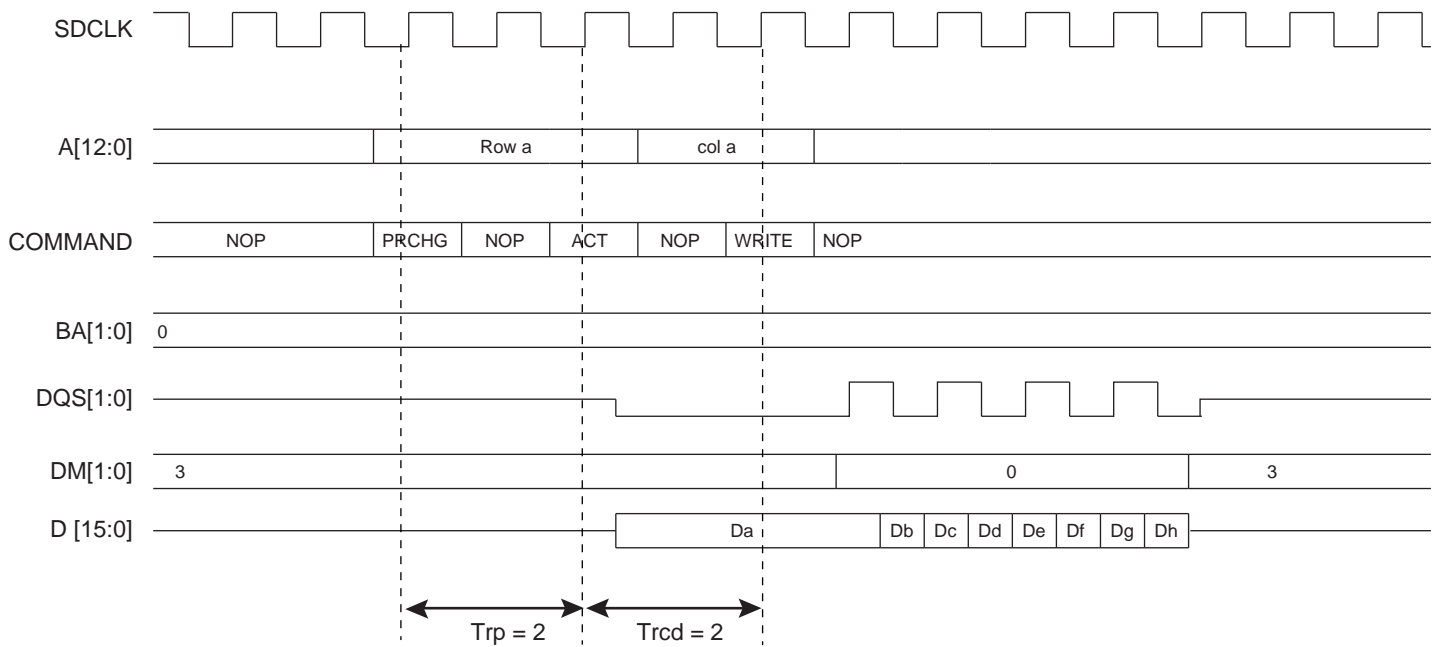 SDCLK
A[12:0] Row a col a
COMMAND NOP PRCHG NOP ACT NOP WRITE NOP
BA[1:0] 0
DQS[1:0]
DM[1:0] 3 0 3
D [15:0] Da Db Dc Dd De Df Dg Dh
Trp = 2 Trcd = 2